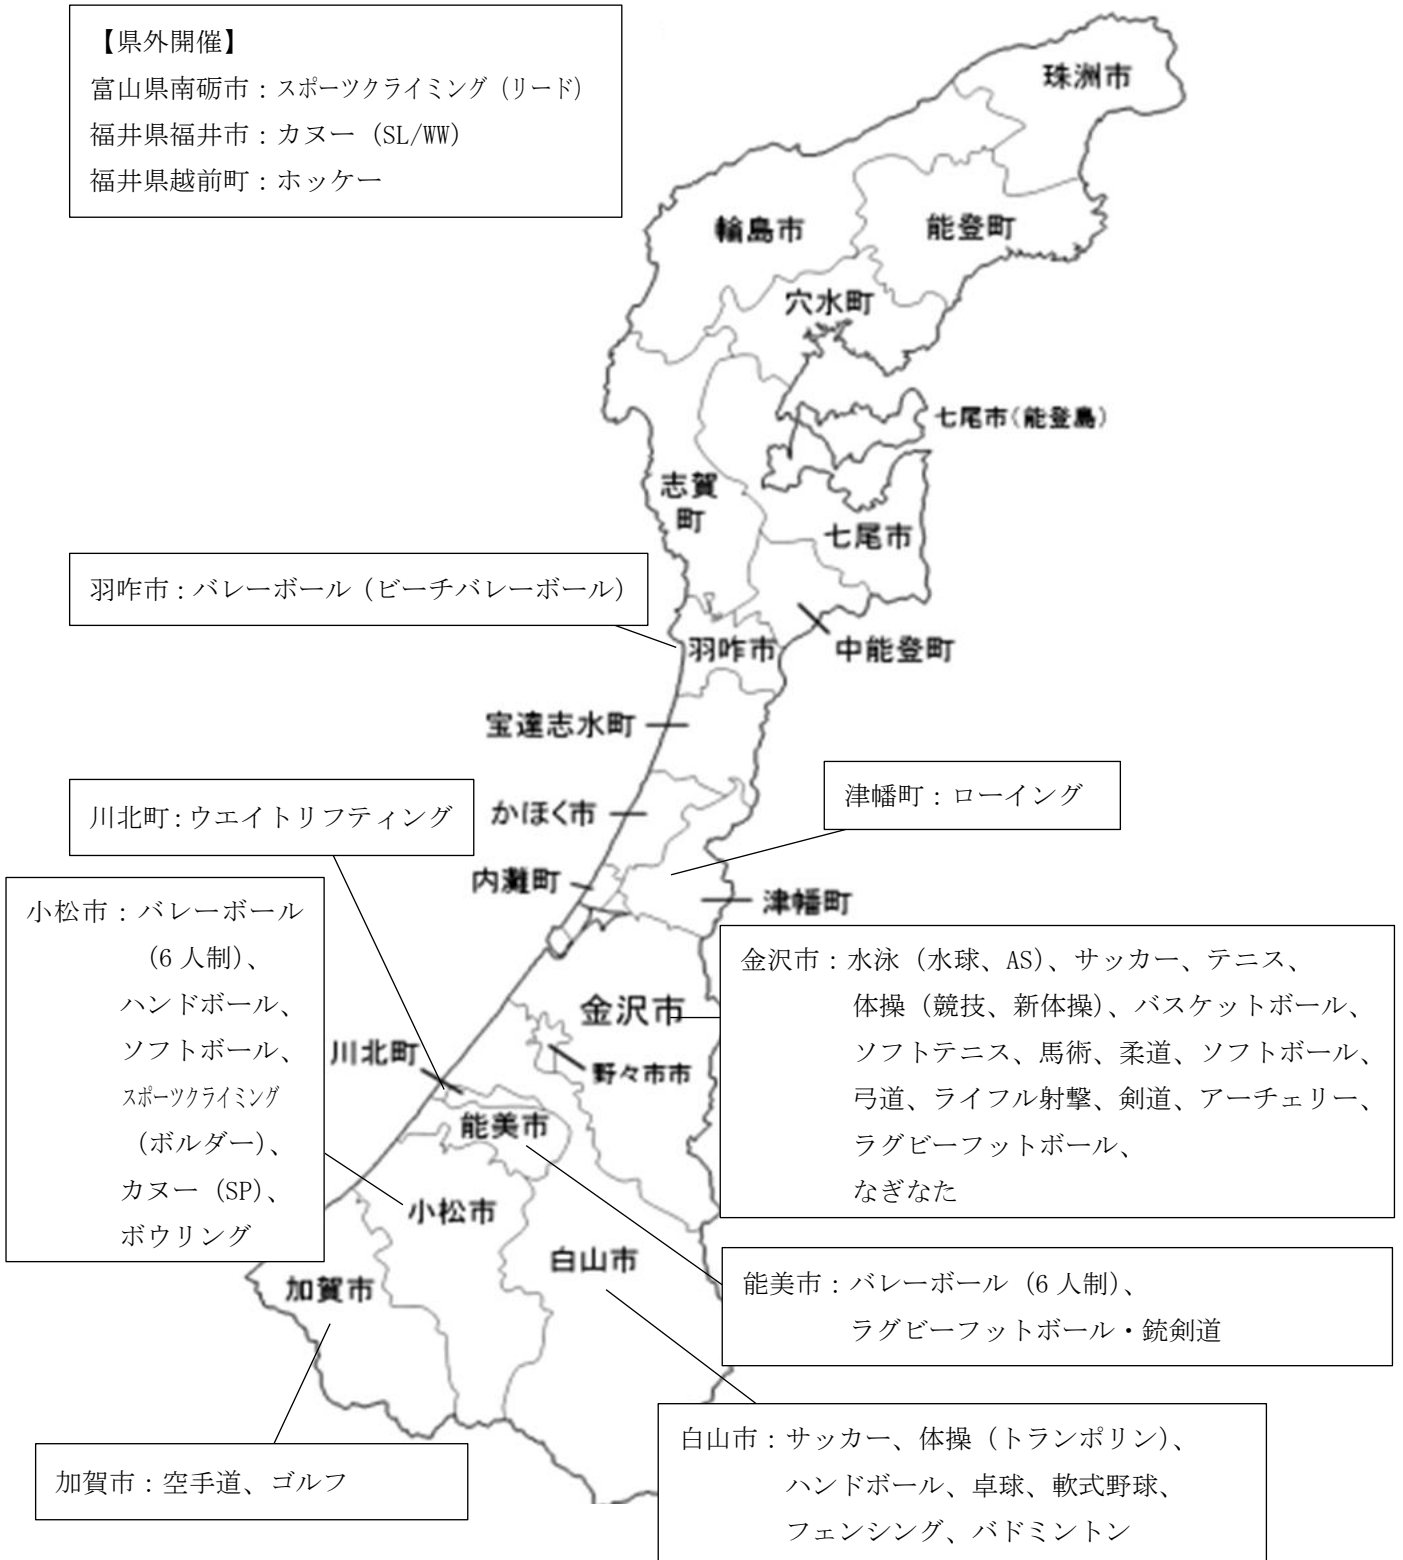 【県外開催】
富山県南砺市：スポーツクライミング（リード）
福井県福井市：カヌー（SL/WW）
福井県越前町：ホッケー
珠洲市
輪島市
能登町
穴水町
七尾市（能登島）
志賀
町
七尾市
羽咋市：バレーボール（ビーチバレーボール）
羽咋市
中能登町
宝達志水町
津幡町：ローイング
川北町：ウエイトリフティング
かほく市
内灘町
津幡町
小松市：バレーボール
（6人制）、
ハンドボール、
ソフトボール、
スポーツクライミング
（ボルダー）、
カヌー（SP）、
ボウリング
金沢市：水泳（水球、AS）、サッカー、テニス、
体操（競技、新体操）、バスケットボール、
ソフトテニス、馬術、柔道、ソフトボール、
弓道、ライフル射撃、剣道、アーチェリー、
ラグビーフットボール、
なぎなた
金沢市
川北町
野々市市
能美市
小松市
白山市
加賀市
能美市：バレーボール（6人制）、
ラグビーフットボール・銃剣道
加賀市：空手道、ゴルフ
白山市：サッカー、体操（トランポリン）、
ハンドボール、卓球、軟式野球、
フェンシング、バドミントン